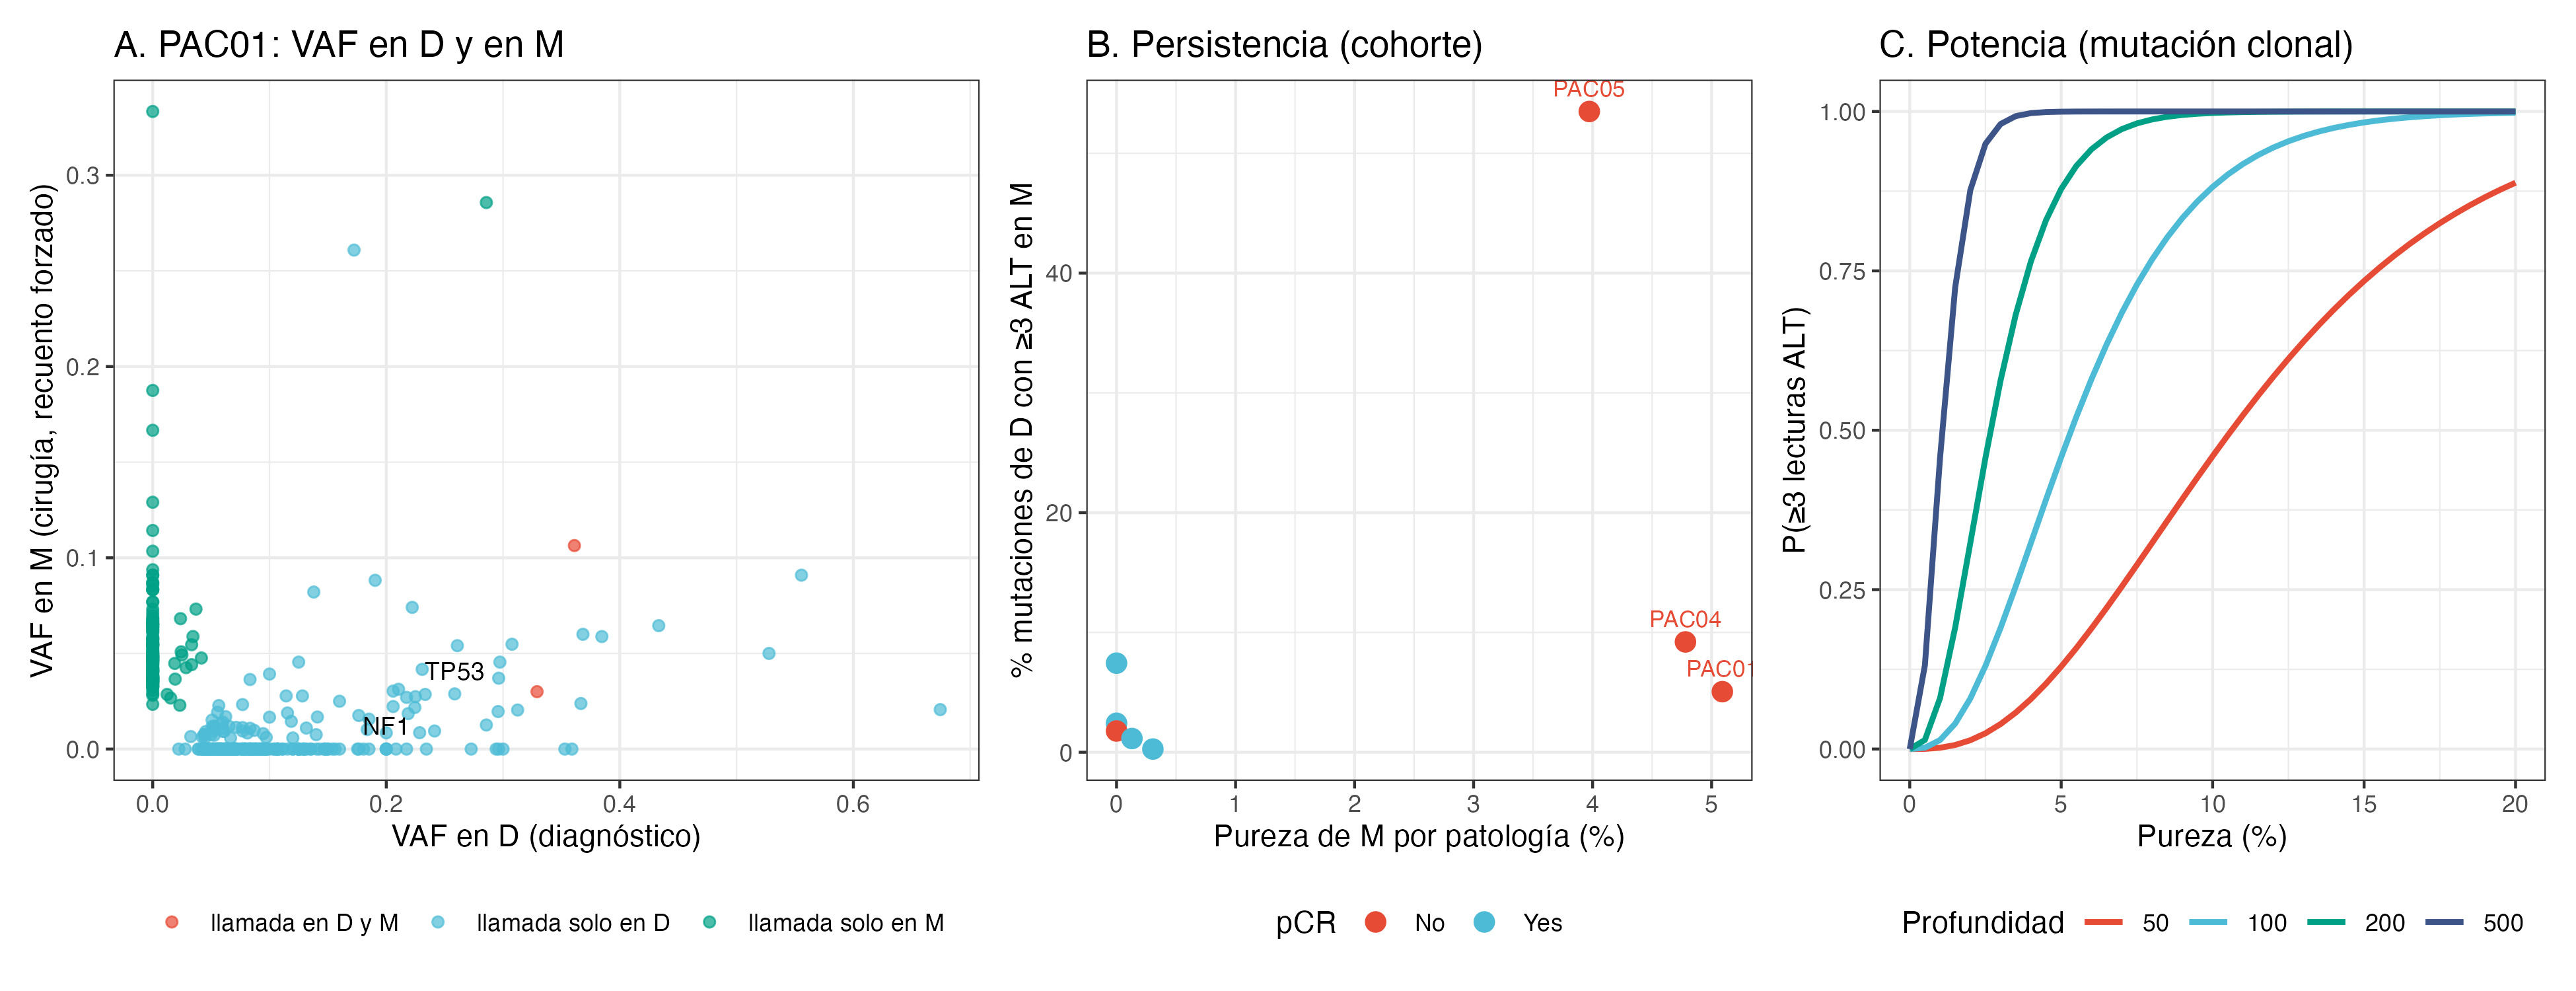 A. PAC01: VAF en D y en M
VAF en M (cirugía, recuento forzado)
0.3
0.2
0.1
0.0
TP53
NF1
0.0 0.2 0.4 0.6
VAF en D (diagnóstico)
llamada en D y M llamada solo en D llamada solo en M
B. Persistencia (cohorte)
% mutaciones de D con ≥3 ALT en M
40
20
0
PAC05
PAC04
PAC01
0 1 2 3 4 5
Pureza de M por patología (%)
pCR No Yes
C. Potencia (mutación clonal)
P(≥3 lecturas ALT)
1.00
0.75
0.50
0.25
0.00
0 5 10 15 20
Pureza (%)
Profundidad 50 100 200 500